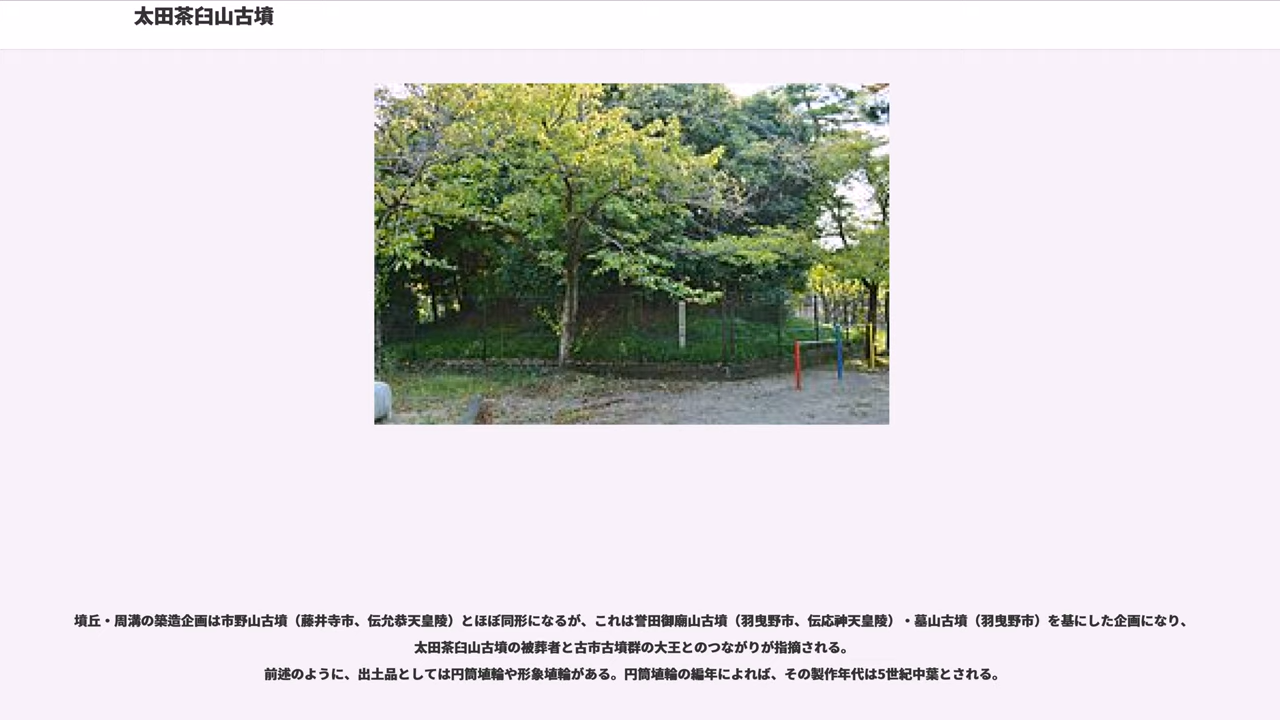 太田茶臼山古墳
墳丘・周溝の築造企画は市野山古墳（藤井寺市、伝允恭天皇陵）とほぼ同形になるが、これは誉田御廟山古墳（羽曳野市、伝応神天皇陵）・墓山古墳（羽曳野市）を基にした企画になり、
太田茶臼山古墳の被葬者と古市古墳群の大王とのつながりが指摘される。
前述のように、出土品としては円筒埴輪や形象埴輪がある。円筒埴輪の編年によれば、その製作年代は5世紀中葉とされる。